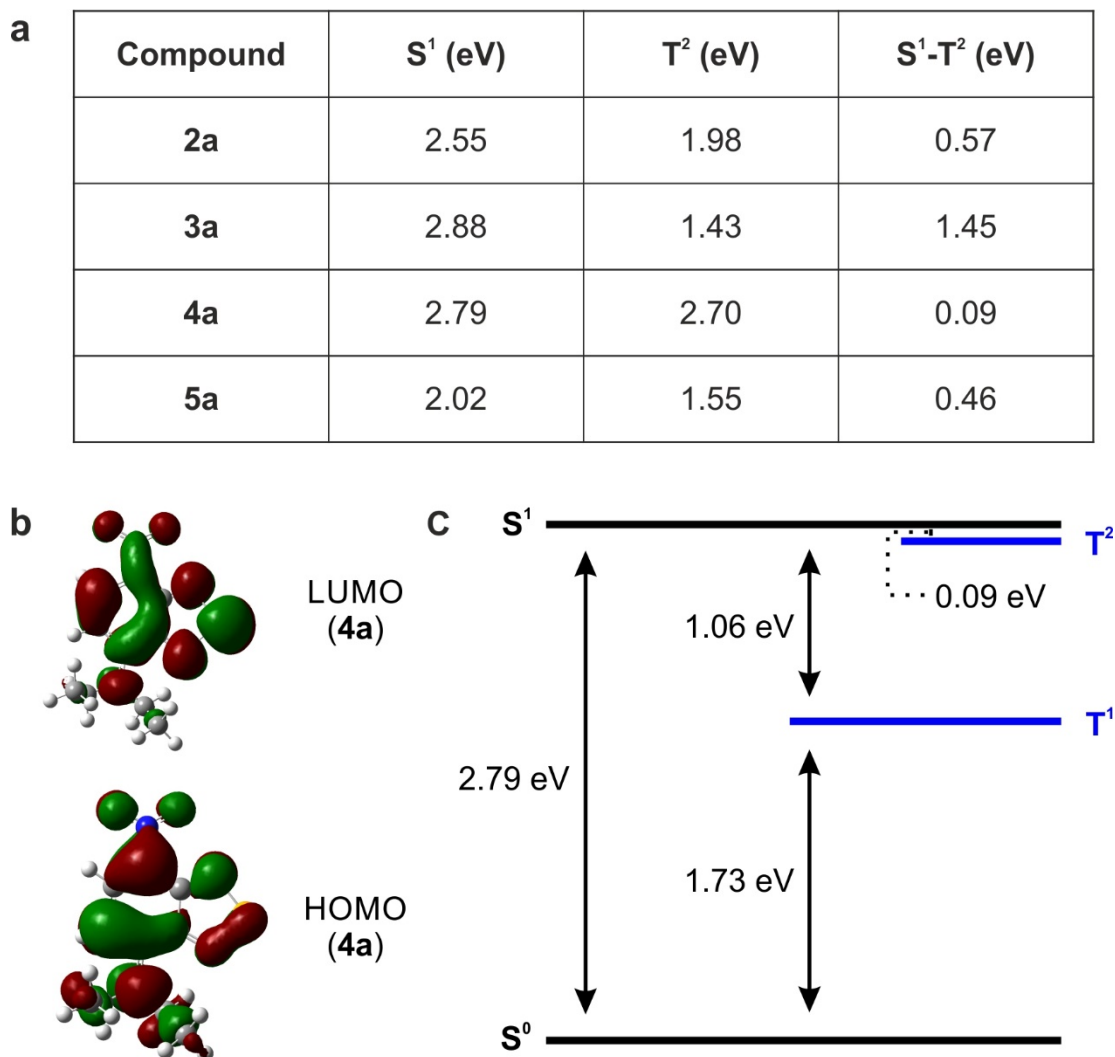 a
Compound S¹ (eV) T² (eV) S¹-T² (eV)
2a 2.55 1.98 0.57
3a 2.88 1.43 1.45
4a 2.79 2.70 0.09
5a 2.02 1.55 0.46
b
LUMO
(4a)
HOMO
(4a)
C
S¹
T²
0.09 eV
1.06 eV
T¹
2.79 eV
1.73 eV
S⁰